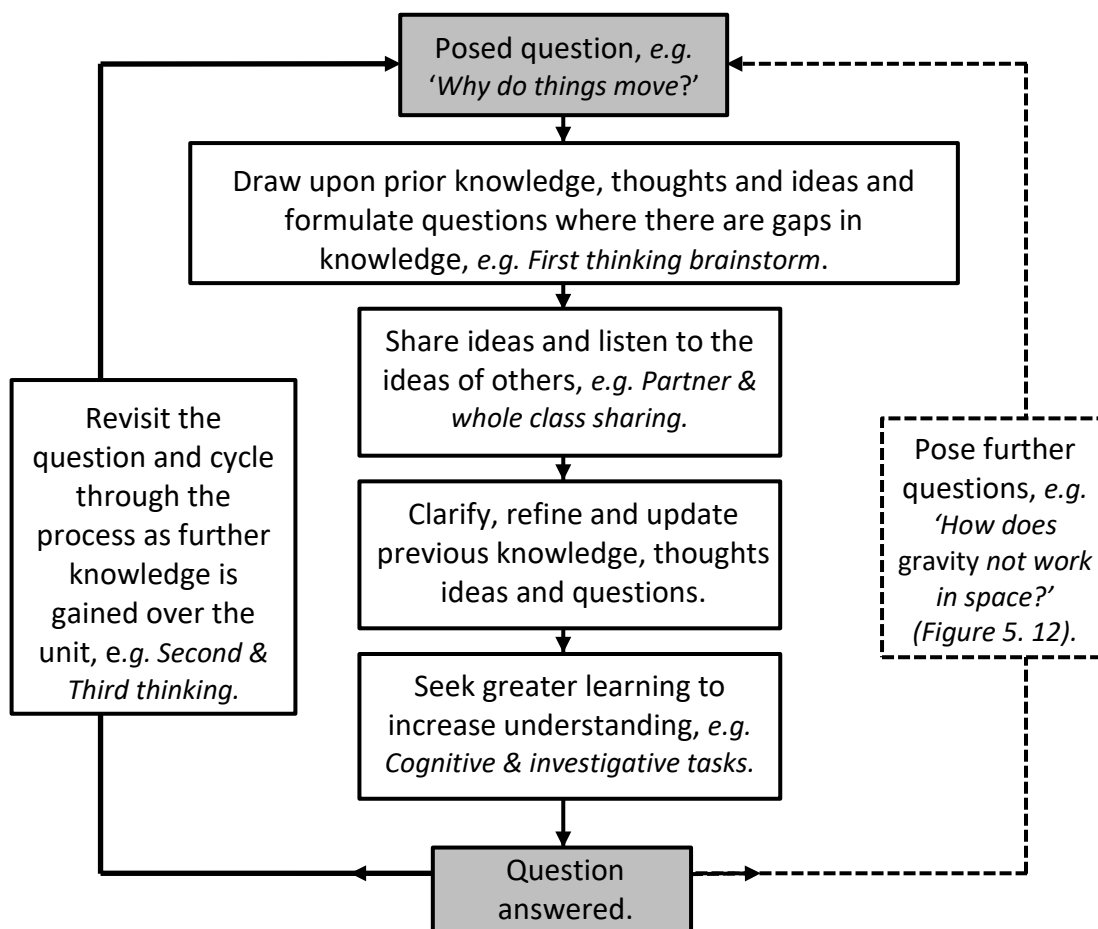 Posed question, e.g.
‘Why do things move?’
Draw upon prior knowledge, thoughts and ideas and
formulate questions where there are gaps in
knowledge, e.g. First thinking brainstorm.
Share ideas and listen to the
ideas of others, e.g. Partner &
whole class sharing.
Clarify, refine and update
previous knowledge, thoughts
ideas and questions.
Seek greater learning to
increase understanding, e.g.
Cognitive & investigative tasks.
Question
answered.
Revisit the
question and cycle
through the
process as further
knowledge is
gained over the
unit, e.g. Second &
Third thinking.
Pose further
questions, e.g.
‘How does
gravity not work
in space?’
(Figure 5. 12).